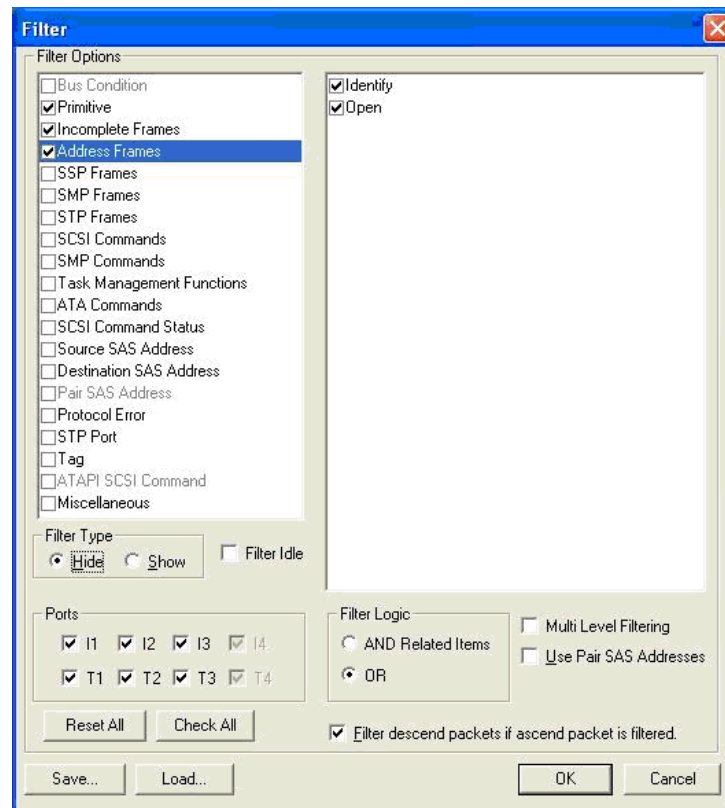 Filter
Filter Options
Bus Condition
Primitive
Incomplete Frames
Address Frames
SSP Frames
SMP Frames
STP Frames
SCSI Commands
SMP Commands
Task Management Functions
ATA Commands
SCSI Command Status
Source SAS Address
Destination SAS Address
Pair SAS Address
Protocol Error
STP Port
Tag
ATAPI SCSI Command
Miscellaneous
Identify
Open
Filter Type
Hide Show
Filter Idle
Ports
I1 I2 I3 I4
T1 T2 T3 T4
Filter Logic
AND Related Items
OR
Multi Level Filtering
Use Pair SAS Addresses
Reset All Check All
Filter descend packets if ascend packet is filtered.
Save... Load... OK Cancel